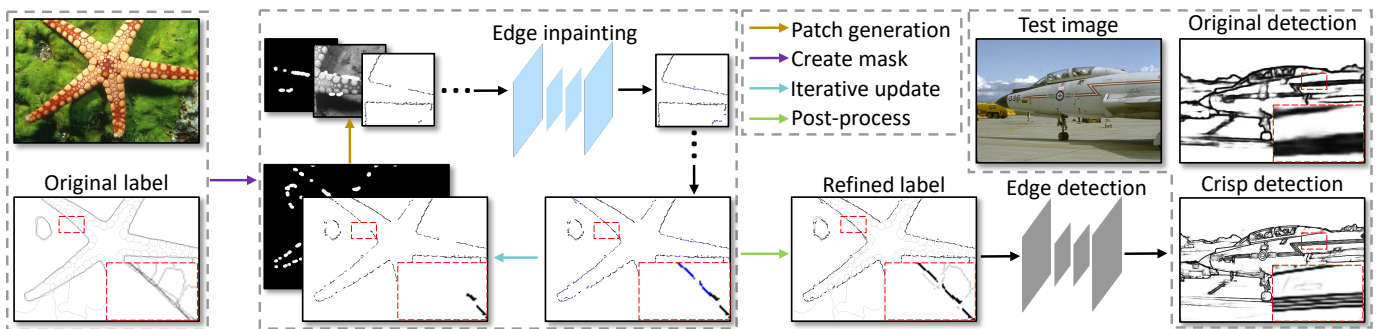 Edge inpainting
Patch generation
Create mask
Iterative update
Post-process
Test image
Original detection
Original label
Refined label
Edge detection
Crisp detection
036